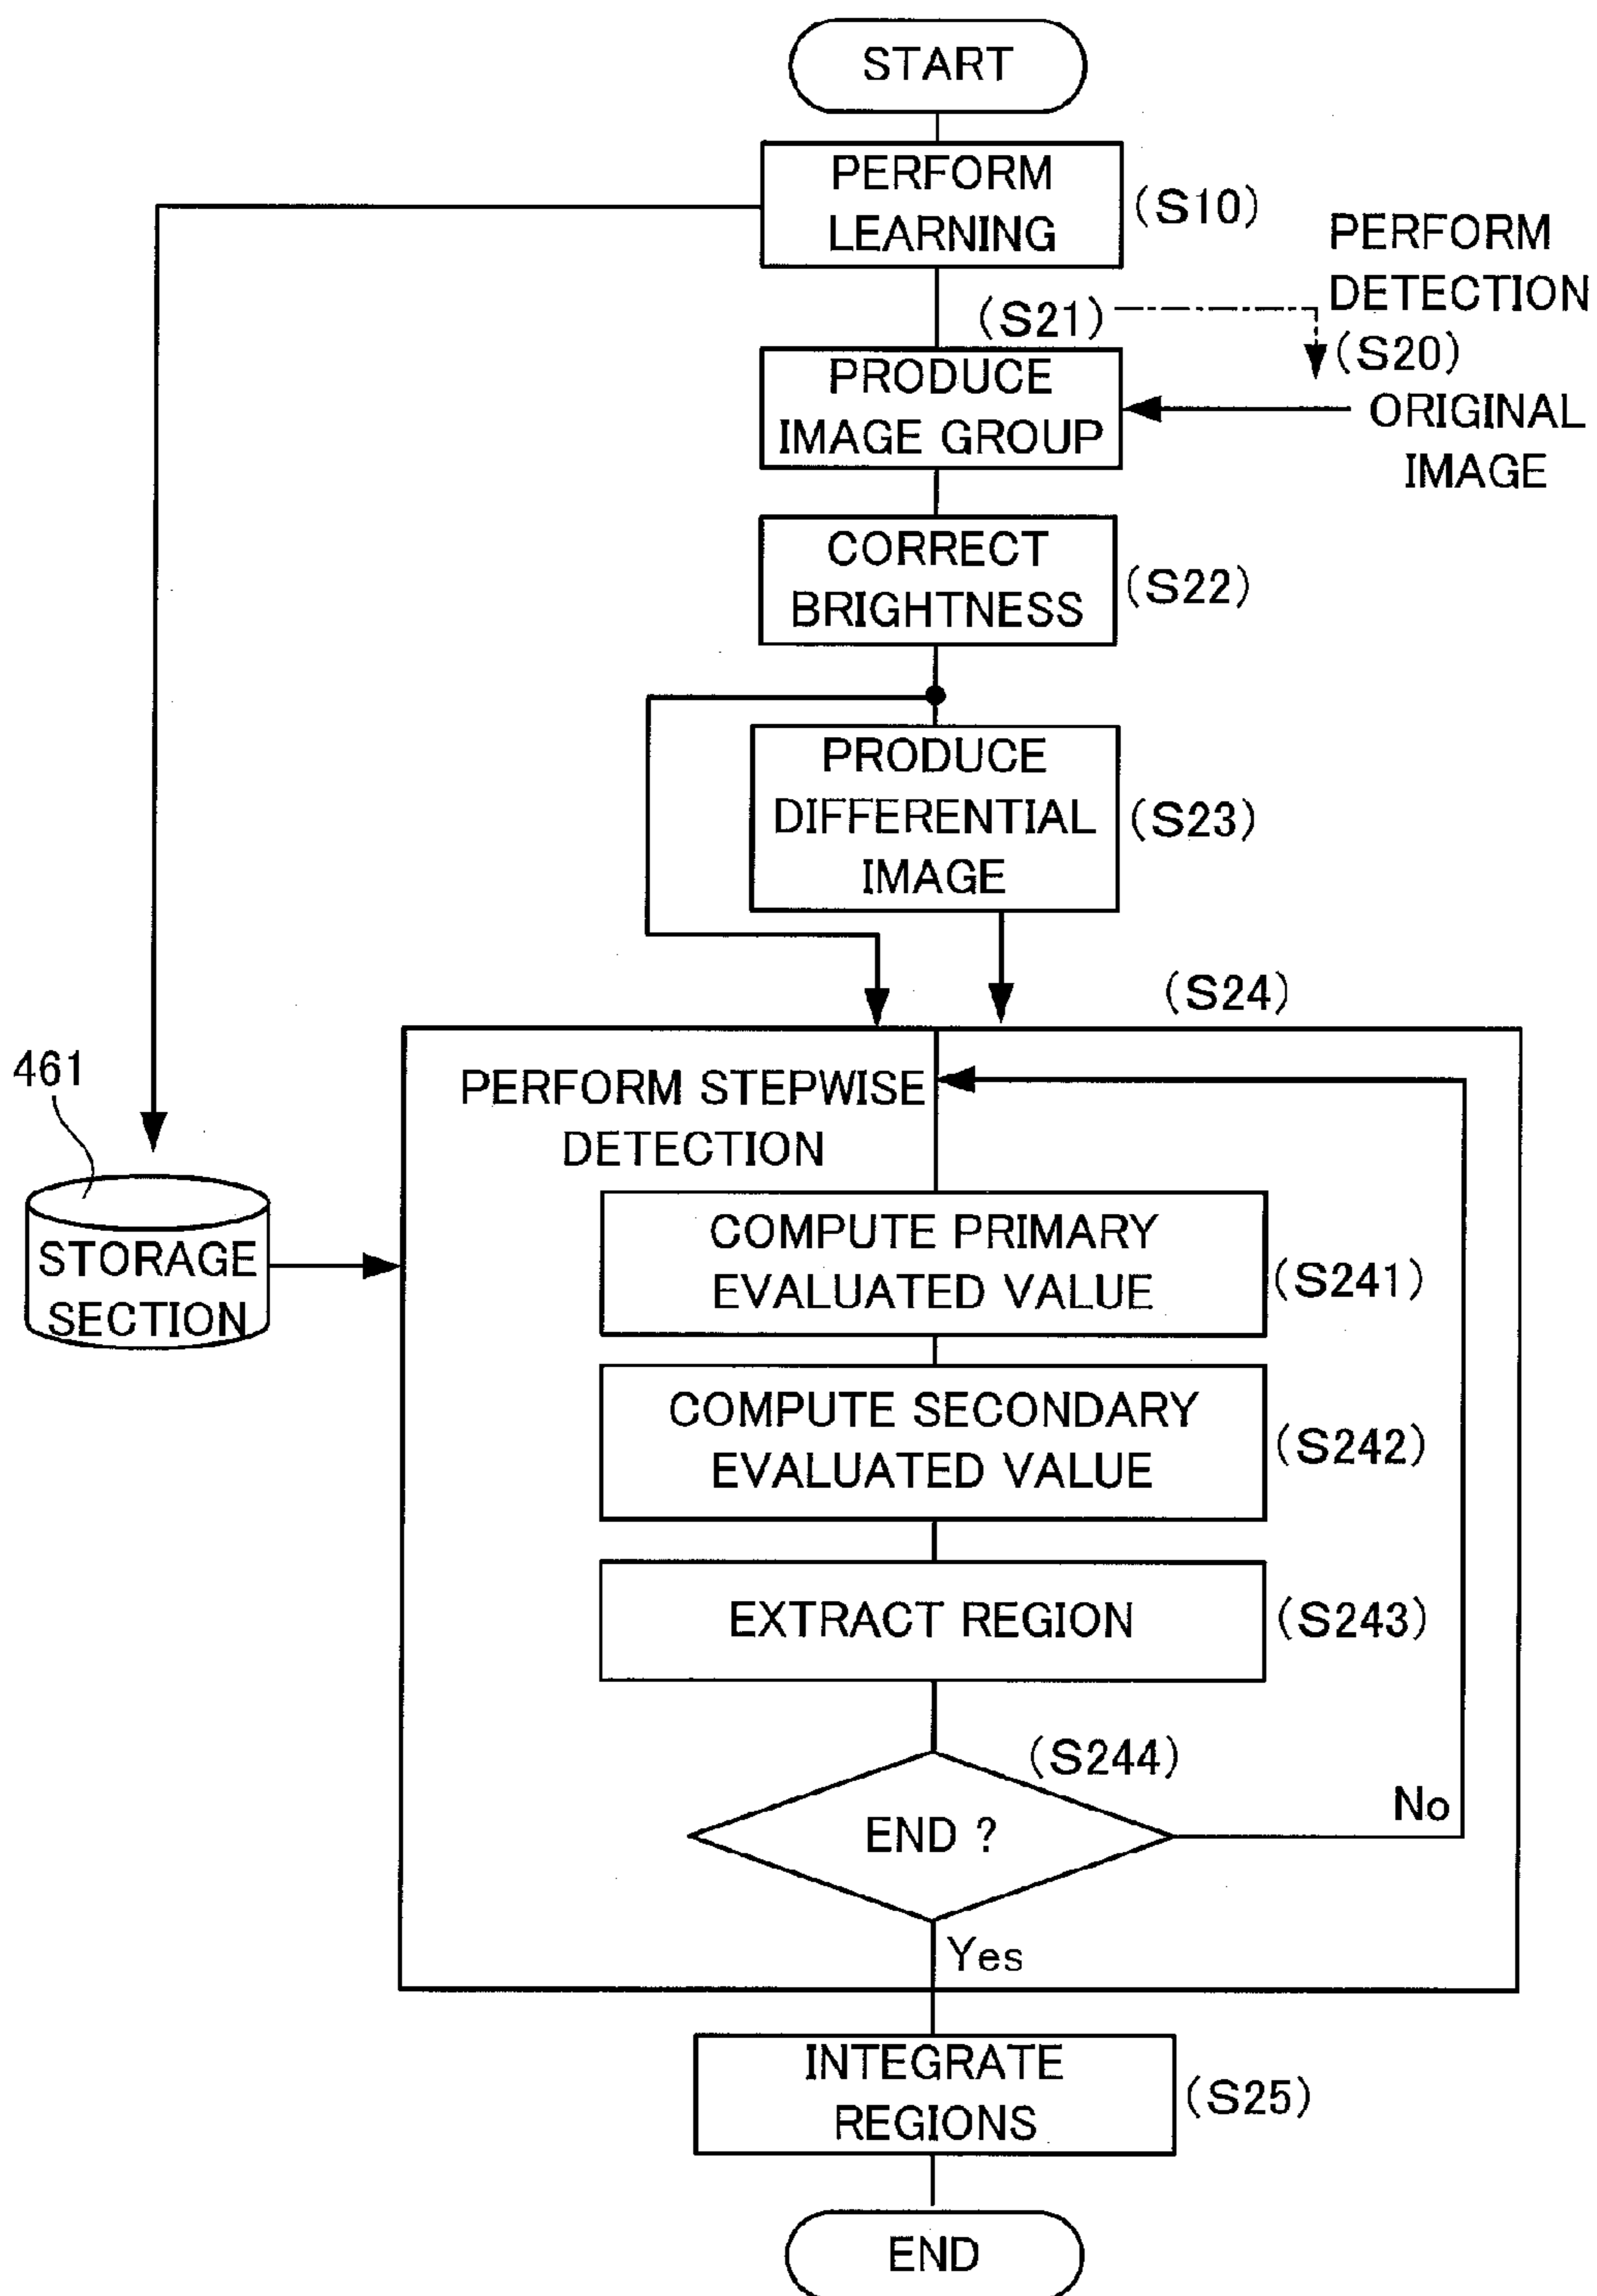 START
PERFORM
LEARNING
(S10)
PERFORM
DETECTION
(S20)
(S21)
PRODUCE
IMAGE GROUP
ORIGINAL
IMAGE
CORRECT
BRIGHTNESS
(S22)
PRODUCE
DIFFERENTIAL
IMAGE
(S23)
(S24)
461
STORAGE
SECTION
PERFORM STEPWISE
DETECTION
COMPUTE PRIMARY
EVALUATED VALUE
(S241)
COMPUTE SECONDARY
EVALUATED VALUE
(S242)
EXTRACT REGION
(S243)
(S244)
END ?
No
Yes
INTEGRATE
REGIONS
(S25)
END